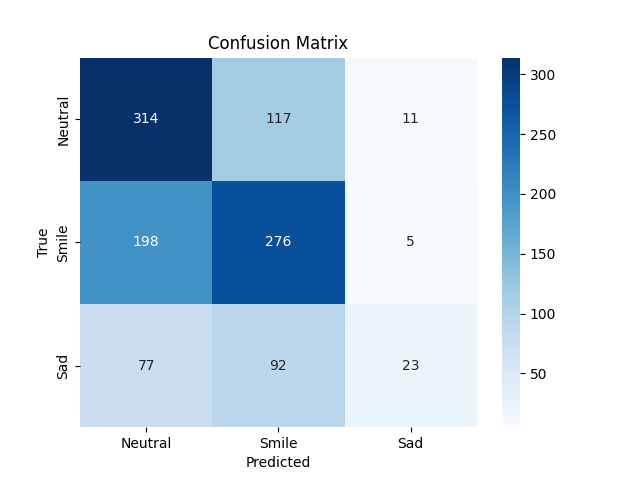 Confusion Matrix
Neutral 314 117 11
Smile 198 276 5
Sad 77 92 23
True
Neutral Smile Sad
Predicted
300
250
200
150
100
50